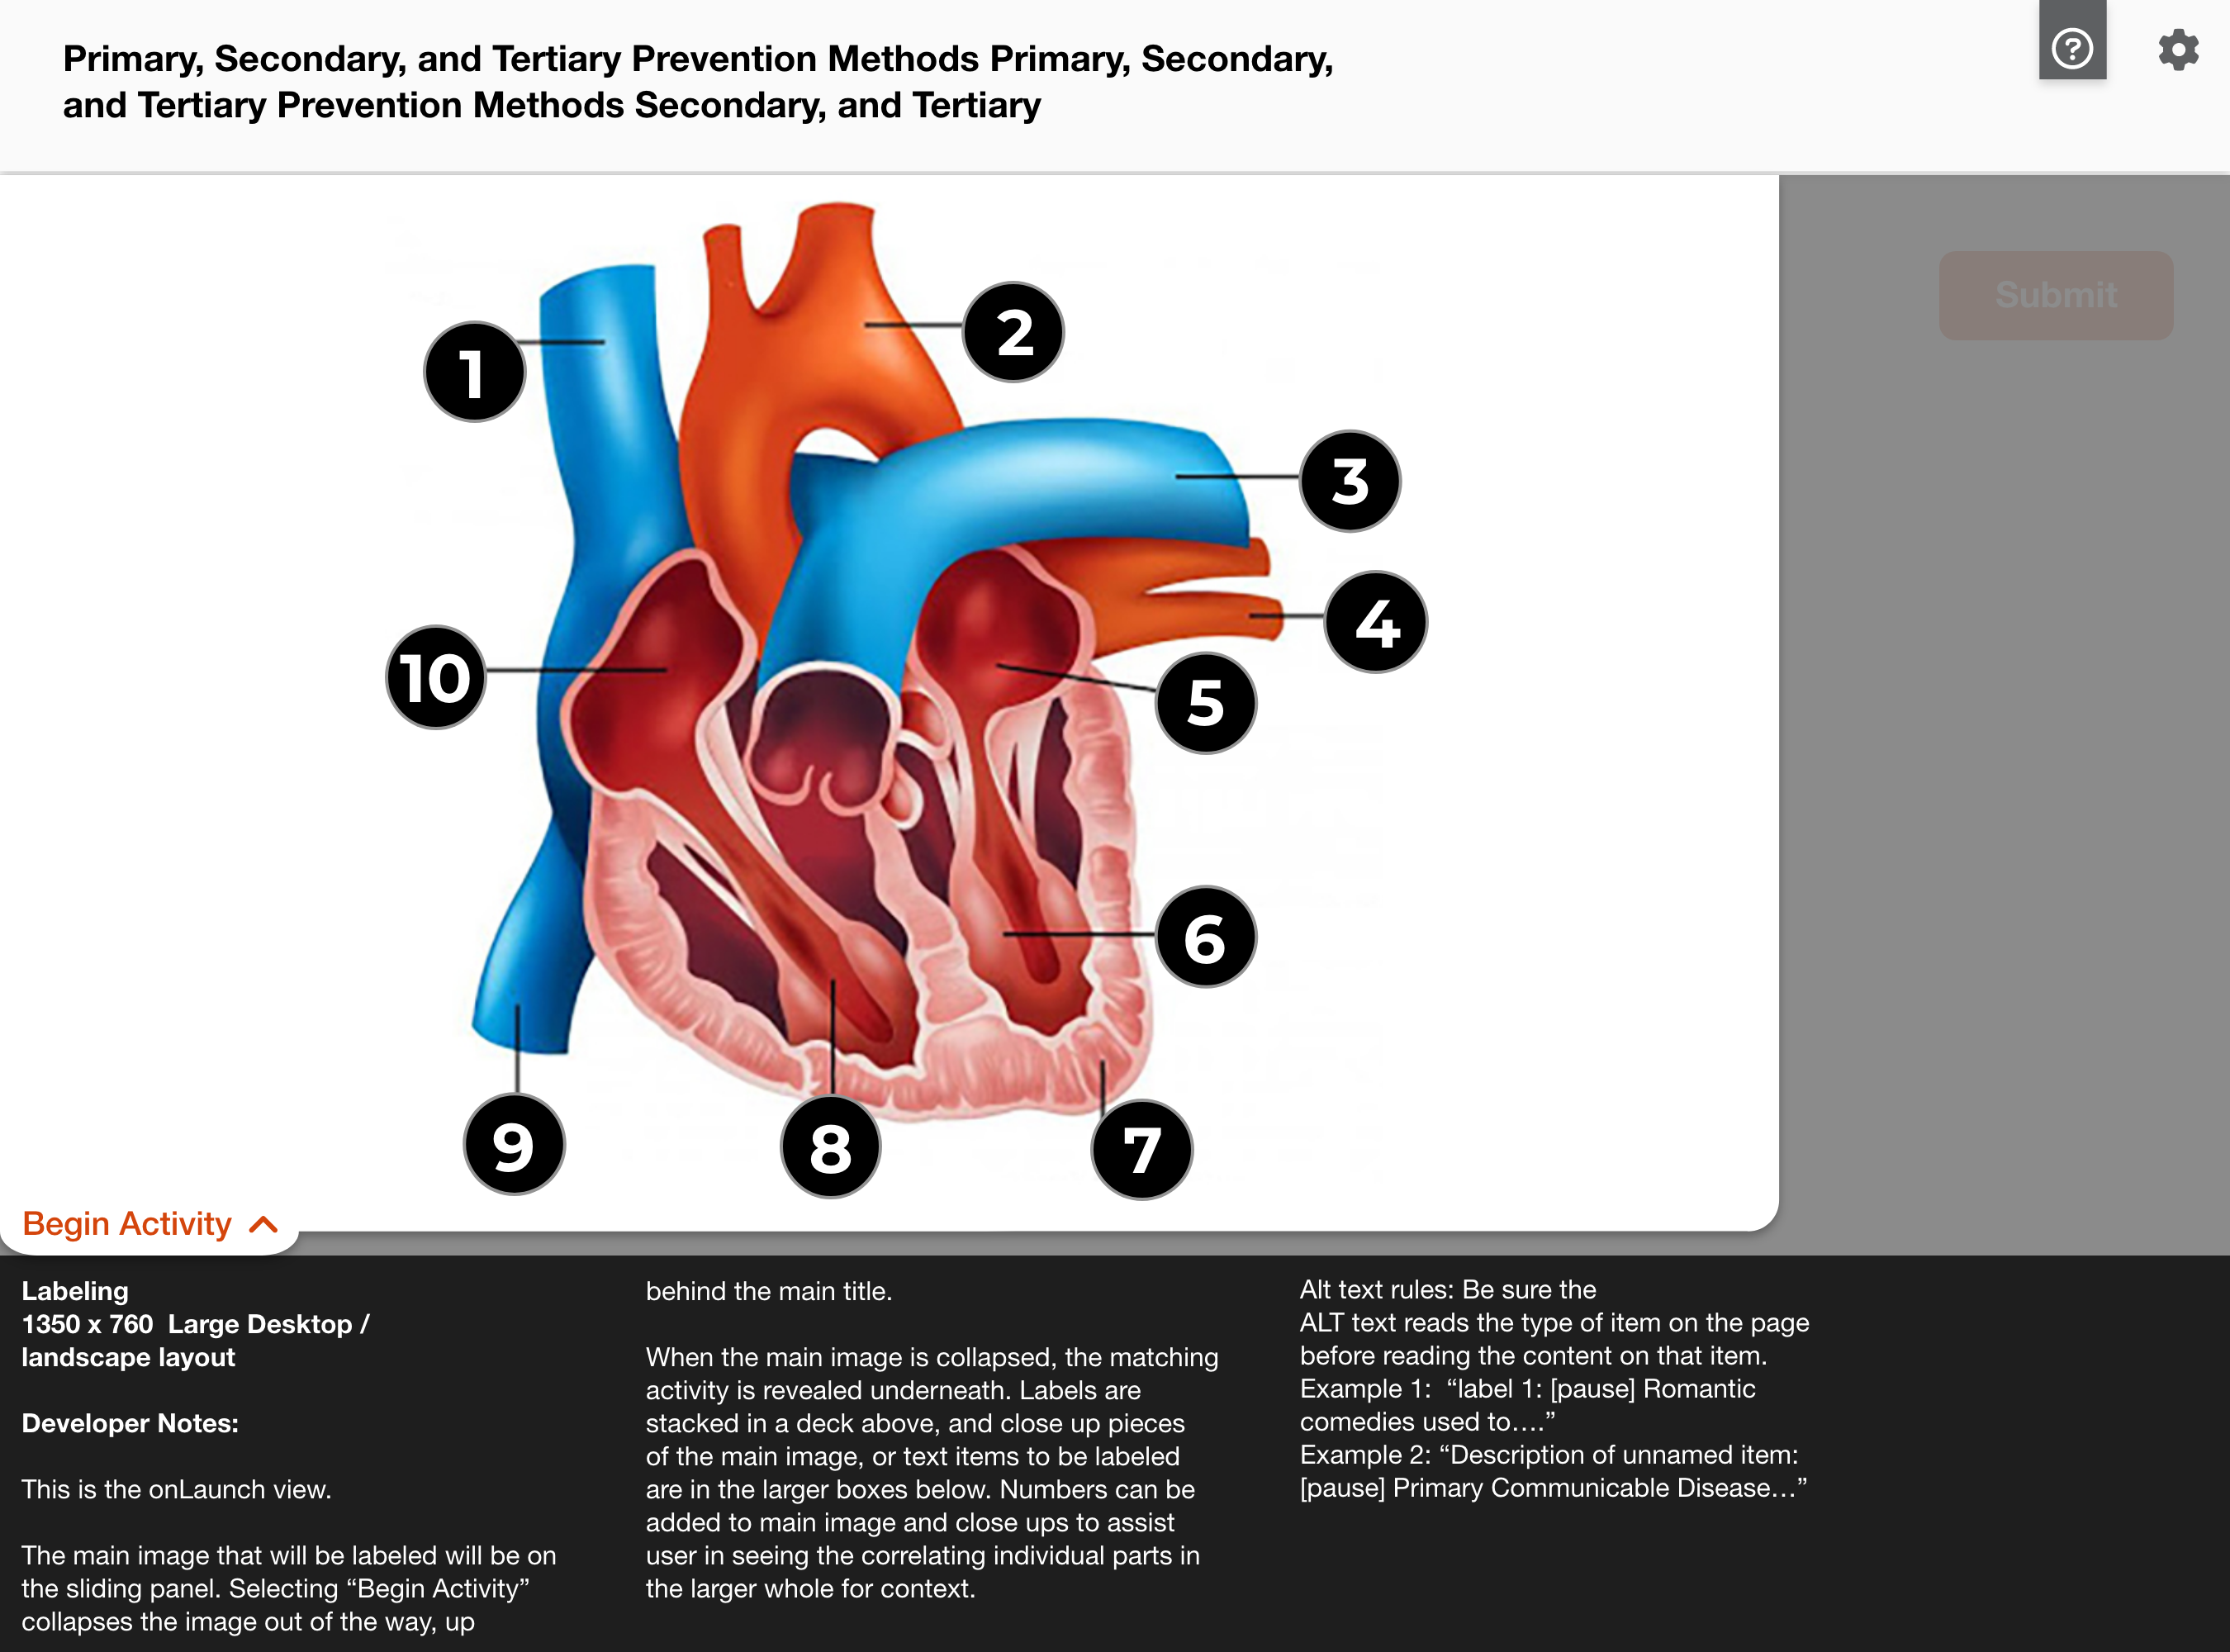 Primary, Secondary, and Tertiary Prevention Methods Primary, Secondary,
and Tertiary Prevention Methods Secondary, and Tertiary
?
Submit
1
2
3
4
10
5
6
9
8
7
Begin Activity
Labeling
1350 x 760  Large Desktop /
landscape layout
Developer Notes:
This is the onLaunch view.
The main image that will be labeled will be on
the sliding panel. Selecting “Begin Activity”
collapses the image out of the way, up
behind the main title.
When the main image is collapsed, the matching
activity is revealed underneath. Labels are
stacked in a deck above, and close up pieces
of the main image, or text items to be labeled
are in the larger boxes below. Numbers can be
added to main image and close ups to assist
user in seeing the correlating individual parts in
the larger whole for context.
Alt text rules: Be sure the
ALT text reads the type of item on the page
before reading the content on that item.
Example 1:  “label 1: [pause] Romantic
comedies used to….”
Example 2: “Description of unnamed item:
[pause] Primary Communicable Disease…”